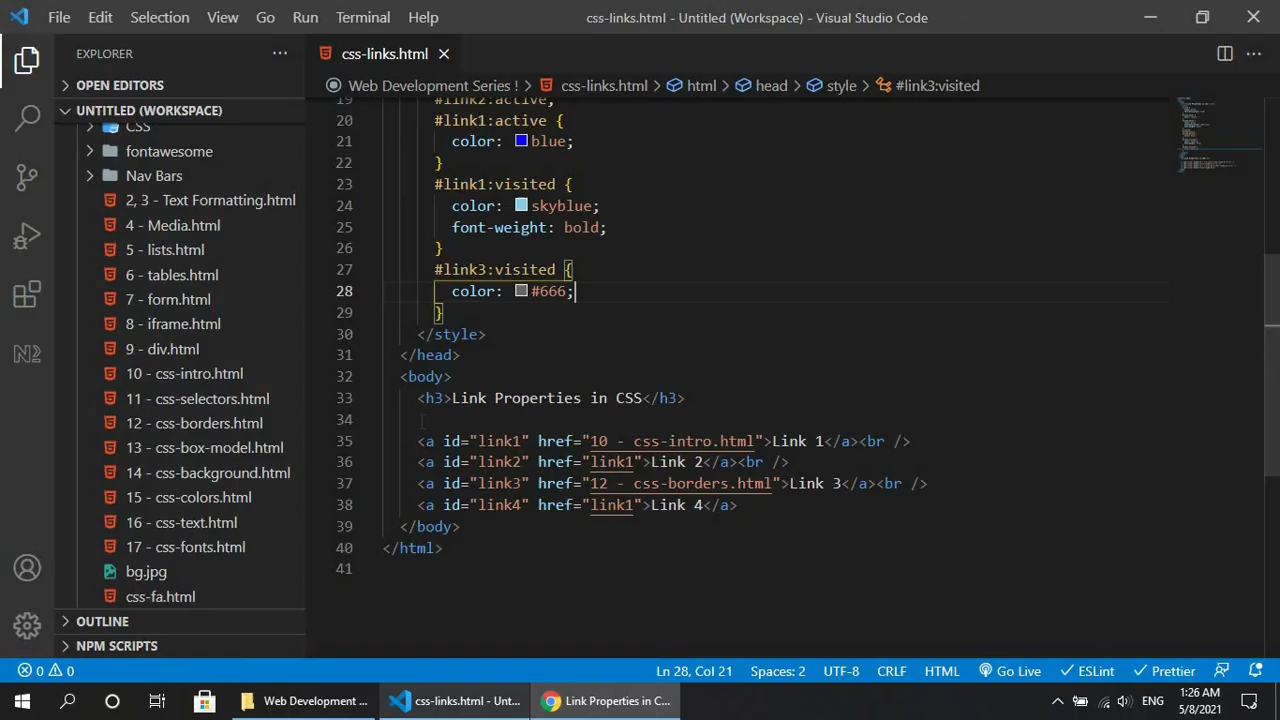 File Edit Selection View Go Run Terminal Help
css-links.html - Untitled (Workspace) - Visual Studio Code
EXPLORER
css-links.html
OPEN EDITORS
Web Development Series ! > css-links.html > html > head > style > #link3:visited
UNTITLED (WORKSPACE)
CSS
fontawesome
Nav Bars
2, 3 - Text Formatting.html
4 - Media.html
5 - lists.html
6 - tables.html
7 - form.html
8 - iframe.html
9 - div.html
10 - css-intro.html
11 - css-selectors.html
12 - css-borders.html
13 - css-box-model.html
14 - css-background.html
15 - css-colors.html
16 - css-text.html
17 - css-fonts.html
bg.jpg
css-fa.html
OUTLINE
NPM SCRIPTS
19 #link2:active,
20 #link1:active {
21 color: blue;
22 }
23 #link1:visited {
24 color: skyblue;
25 font-weight: bold;
26 }
27 #link3:visited {
28 color: #666;
29 }
30 </style>
31 </head>
32 <body>
33 <h3>Link Properties in CSS</h3>
34
35 <a id="link1" href="10 - css-intro.html">Link 1</a><br />
36 <a id="link2" href="link1">Link 2</a><br />
37 <a id="link3" href="12 - css-borders.html">Link 3</a><br />
38 <a id="link4" href="link1">Link 4</a>
39 </body>
40 </html>
41
0 0
Ln 28, Col 21 Spaces: 2 UTF-8 CRLF HTML Go Live ESLint Prettier
Web Development ...
css-links.html - Unt...
Link Properties in C...
ENG
1:26 AM
5/8/2021